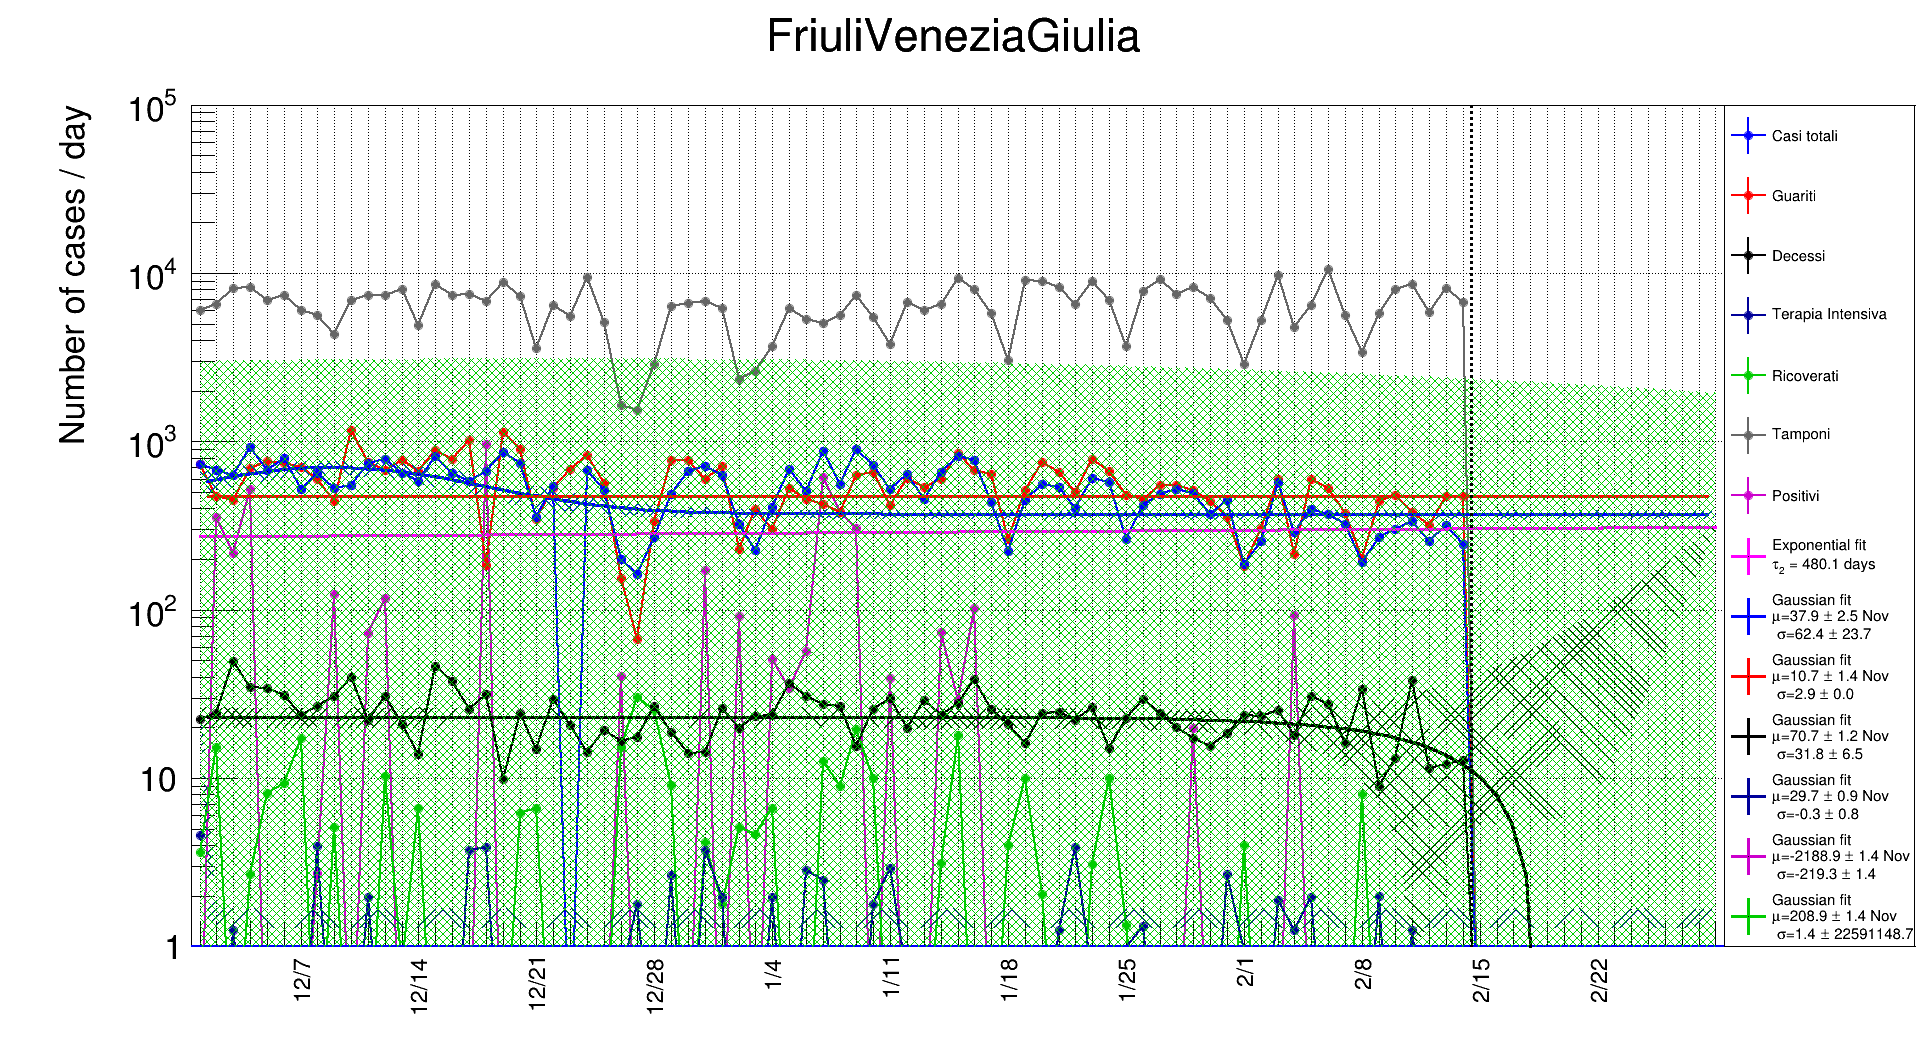 FriuliVeneziaGiulia
Number of cases / day
10^5
10^4
10^3
10^2
10
1
12/7
12/14
12/21
12/28
1/4
1/11
1/18
1/25
2/1
2/8
2/15
2/22
Casi totali
Guariti
Decessi
Terapia Intensiva
Ricoverati
Tamponi
Positivi
Exponential fit
τ2 = 480.1 days
Gaussian fit
μ=37.9 ± 2.5 Nov
σ=62.4 ± 23.7
Gaussian fit
μ=10.7 ± 1.4 Nov
σ=2.9 ± 0.0
Gaussian fit
μ=70.7 ± 1.2 Nov
σ=31.8 ± 6.5
Gaussian fit
μ=29.7 ± 0.9 Nov
σ=-0.3 ± 0.8
Gaussian fit
μ=-2188.9 ± 1.4 Nov
σ=-219.3 ± 1.4
Gaussian fit
μ=208.9 ± 1.4 Nov
σ=1.4 ± 22591148.7